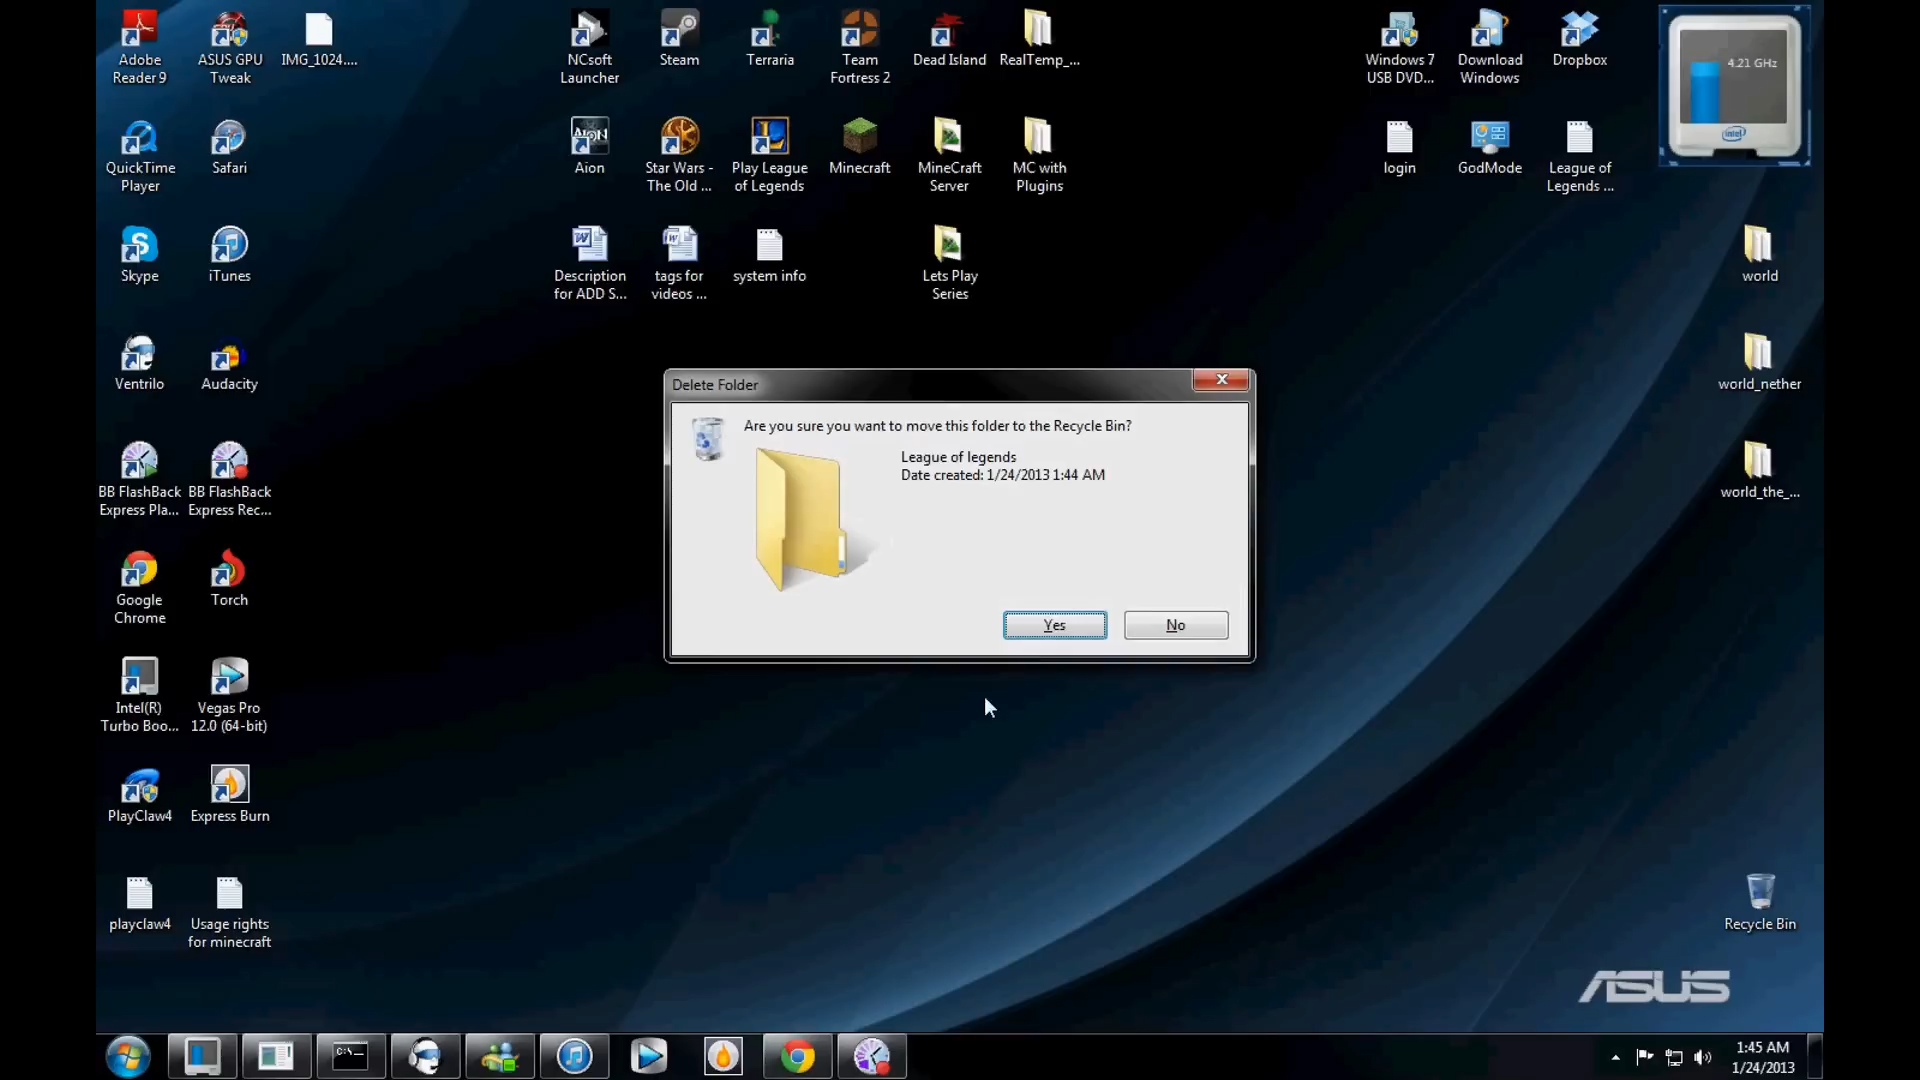 Adobe
Reader 9
ASUS GPU
Tweak
IMG_1024....
NCsoft
Launcher
Steam
Terraria
Team
Fortress 2
Dead Island
RealTemp_...
Windows 7
USB DVD...
Download
Windows
Dropbox
4.21 GHz
intel
QuickTime
Player
Safari
AION
Aion
Star Wars -
The Old ...
Play League
of Legends
Minecraft
MineCraft
Server
MC with
Plugins
login
GodMode
League of
Legends ...
Skype
iTunes
Description
for ADD S...
tags for
videos ...
system info
Lets Play
Series
world
Ventrilo
Audacity
world_nether
Delete Folder
Are you sure you want to move this folder to the Recycle Bin?
League of legends
Date created: 1/24/2013 1:44 AM
Yes
No
BB FlashBack
Express Pla...
BB FlashBack
Express Rec...
world_the_...
Google
Chrome
Torch
Intel(R)
Turbo Boo...
Vegas Pro
12.0 (64-bit)
PlayClaw4
Express Burn
playclaw4
Usage rights
for minecraft
Recycle Bin
ASUS
C:\_
1:45 AM
1/24/2013